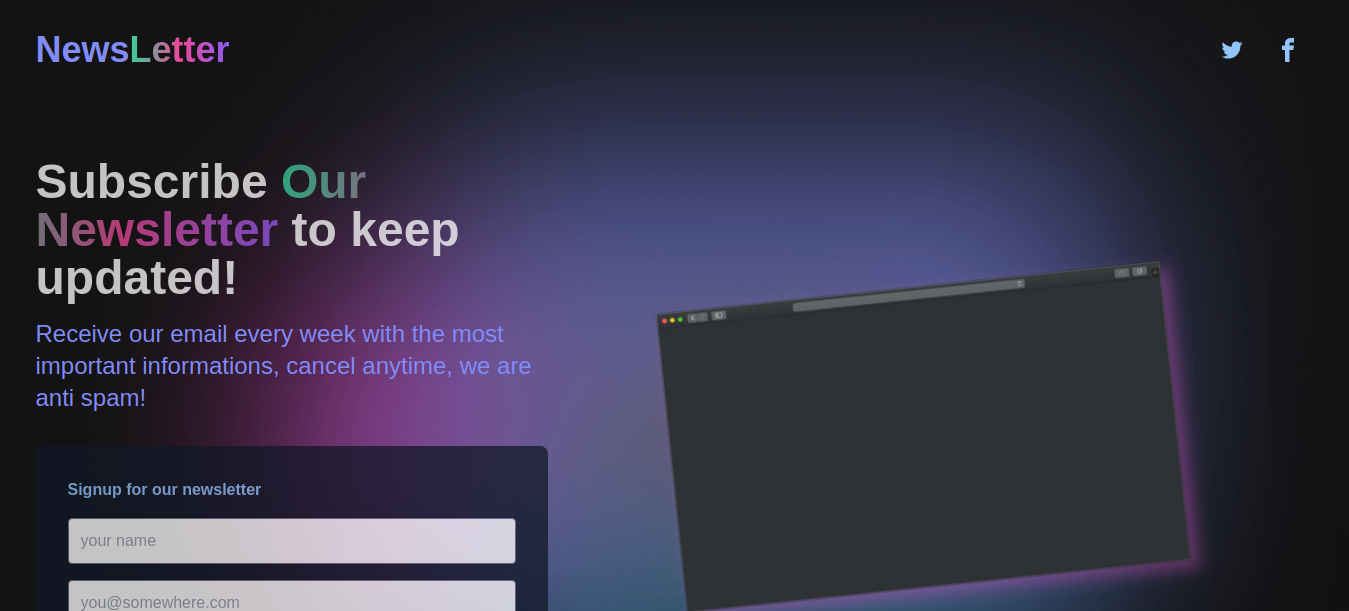 NewsLetter
Subscribe Our
Newsletter to keep
updated!
Receive our email every week with the most
important informations, cancel anytime, we are
anti spam!
Signup for our newsletter
your name
you@somewhere.com